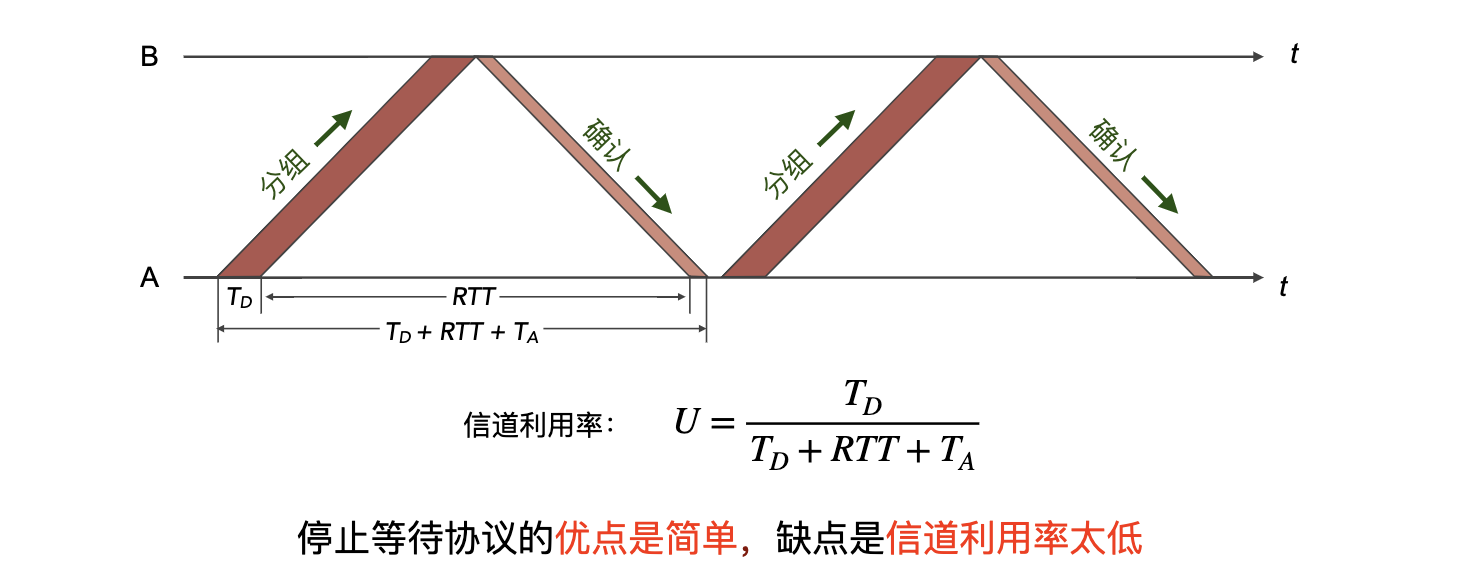 B
t
分组
确认
分组
确认
A
t
T_D
RTT
T_D + RTT + T_A
信道利用率：
U = T_D / (T_D + RTT + T_A)
停止等待协议的优点是简单，缺点是信道利用率太低